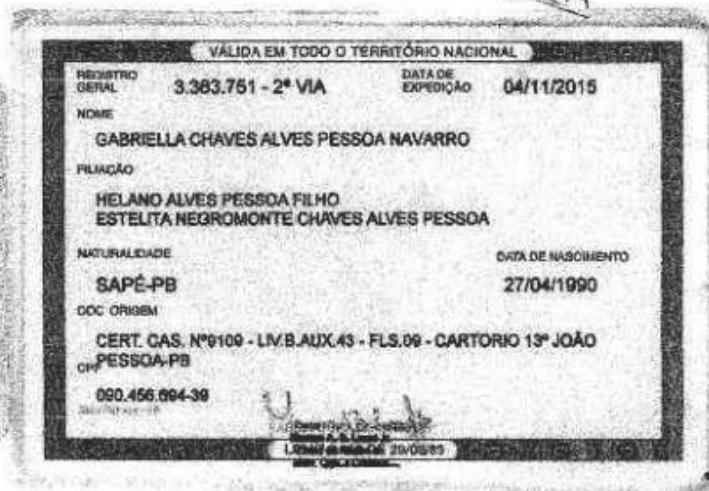 VÁLIDA EM TODO O TERRITÓRIO NACIONAL
REGISTRO GERAL 3.383.751 - 2ª VIA DATA DE EXPEDIÇÃO 04/11/2015
NOME
GABRIELLA CHAVES ALVES PESSOA NAVARRO
FILIAÇÃO
HELANO ALVES PESSOA FILHO
ESTELITA NEGROMONTE CHAVES ALVES PESSOA
NATURALIDADE DATA DE NASCIMENTO
SAPÉ-PB 27/04/1990
DOC ORIGEM
CERT. CAS. Nº9109 - LIV.B.AUX.43 - FLS.09 - CARTORIO 13º JOÃO
PESSOA-PB
CPF
090.456.694-39
29/08/83